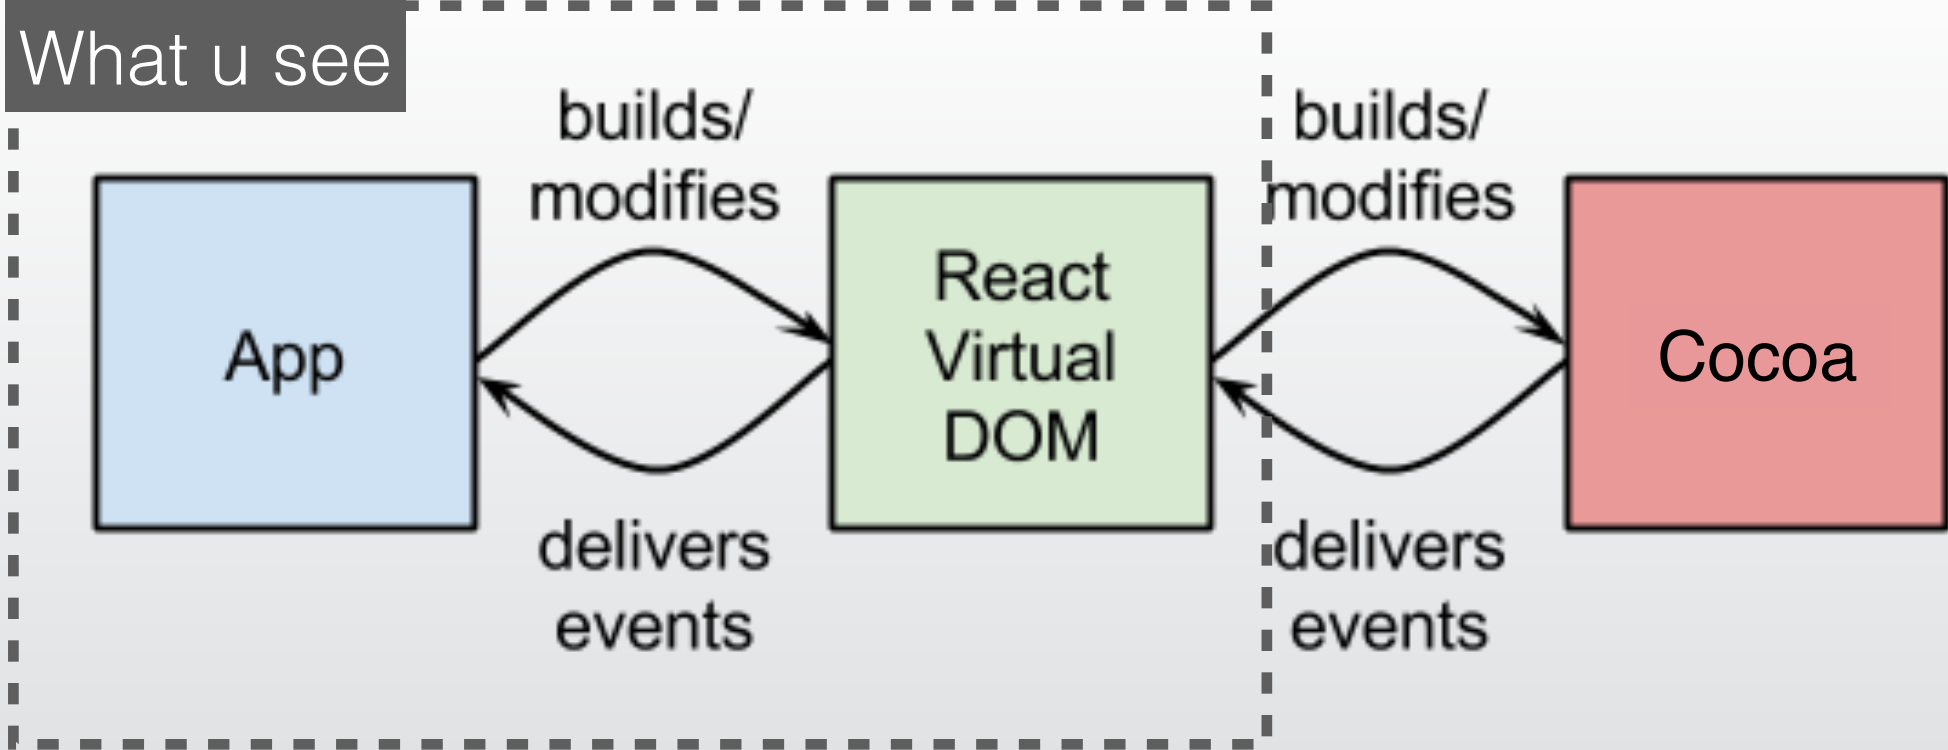 What u see
builds/
modifies
builds/
modifies
App
React
Virtual
DOM
Cocoa
delivers
events
delivers
events